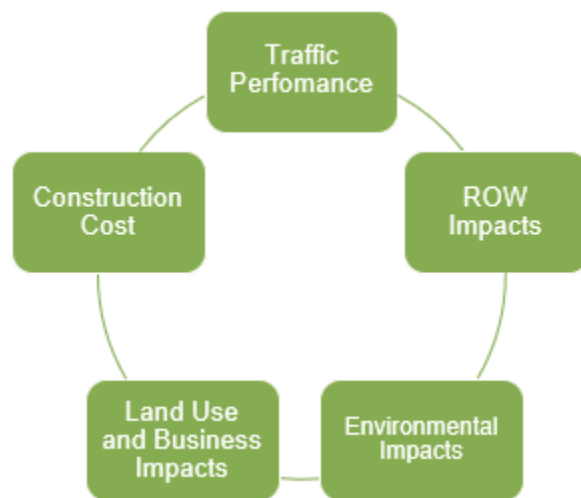 Traffic
Perfomance
ROW
Impacts
Environmental
Impacts
Land Use
and Business
Impacts
Construction
Cost